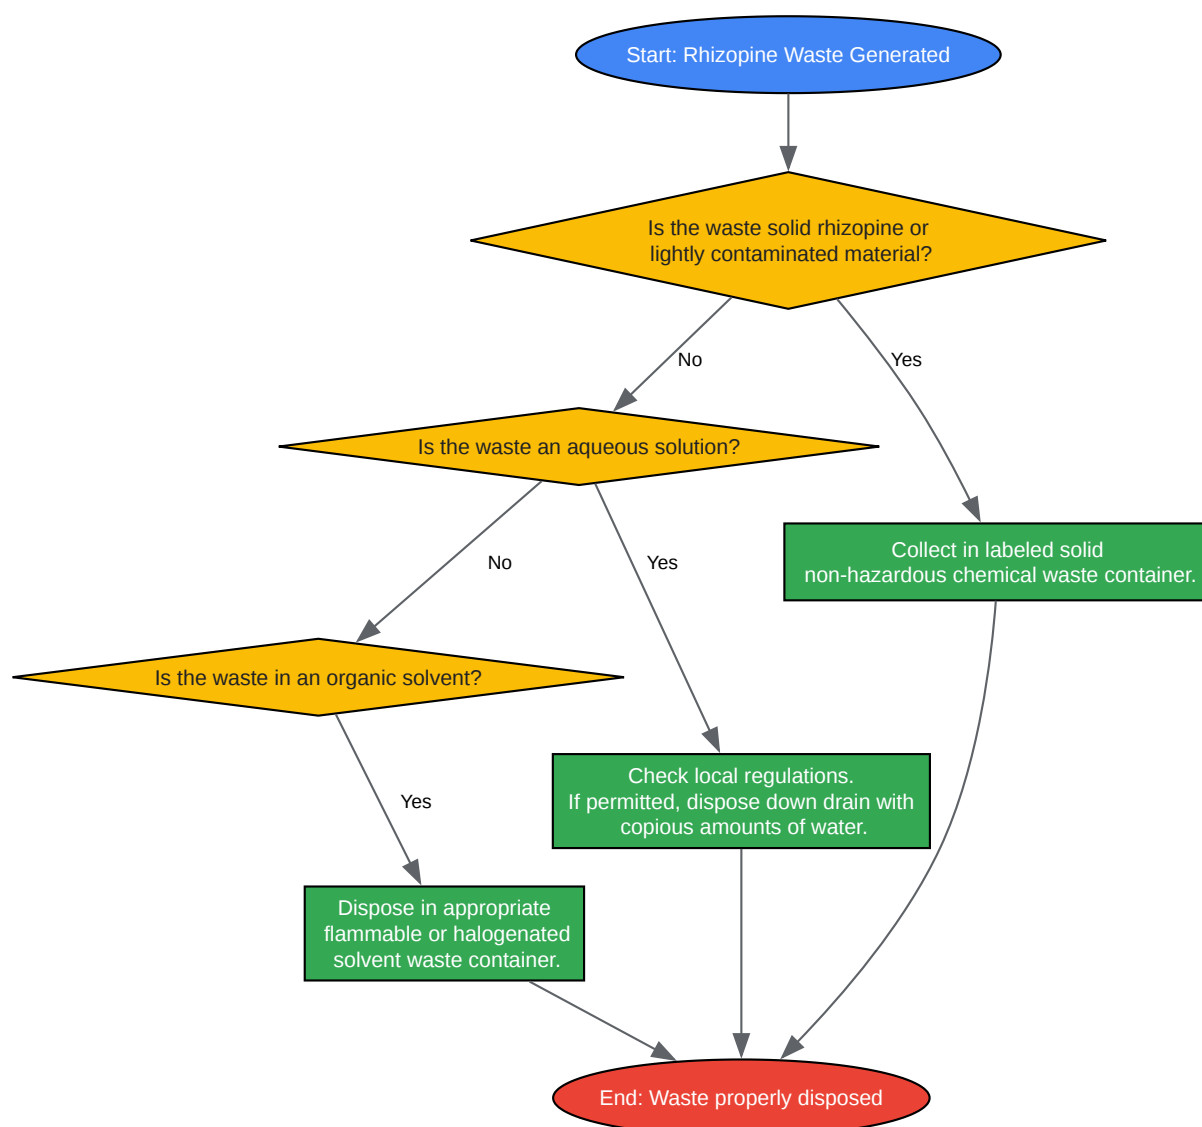 Start: Rhizopine Waste Generated
Is the waste solid rhizopine or
lightly contaminated material?
No
Yes
Is the waste an aqueous solution?
No
Yes
Collect in labeled solid
non-hazardous chemical waste container.
Is the waste in an organic solvent?
Yes
Check local regulations.
If permitted, dispose down drain with
copious amounts of water.
Dispose in appropriate
flammable or halogenated
solvent waste container.
End: Waste properly disposed